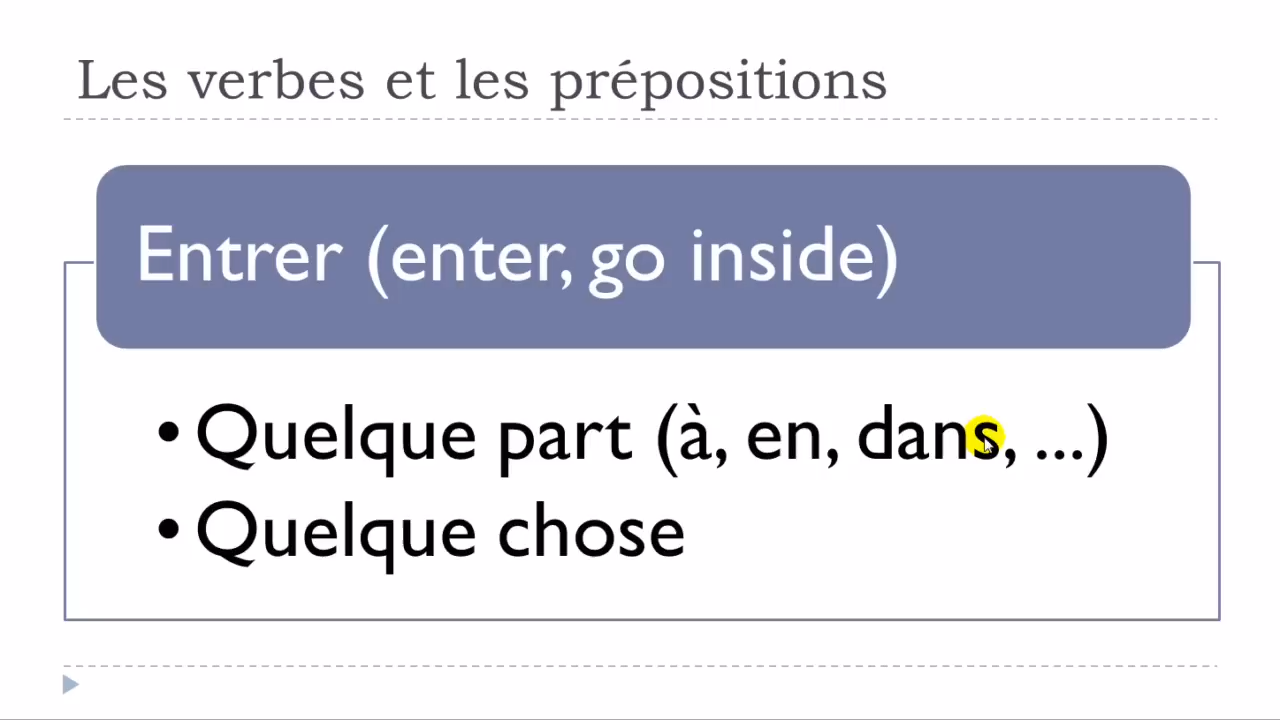 Les verbes et les prépositions
Entrer (enter, go inside)
• Quelque part (à, en, dans, ...)
• Quelque chose